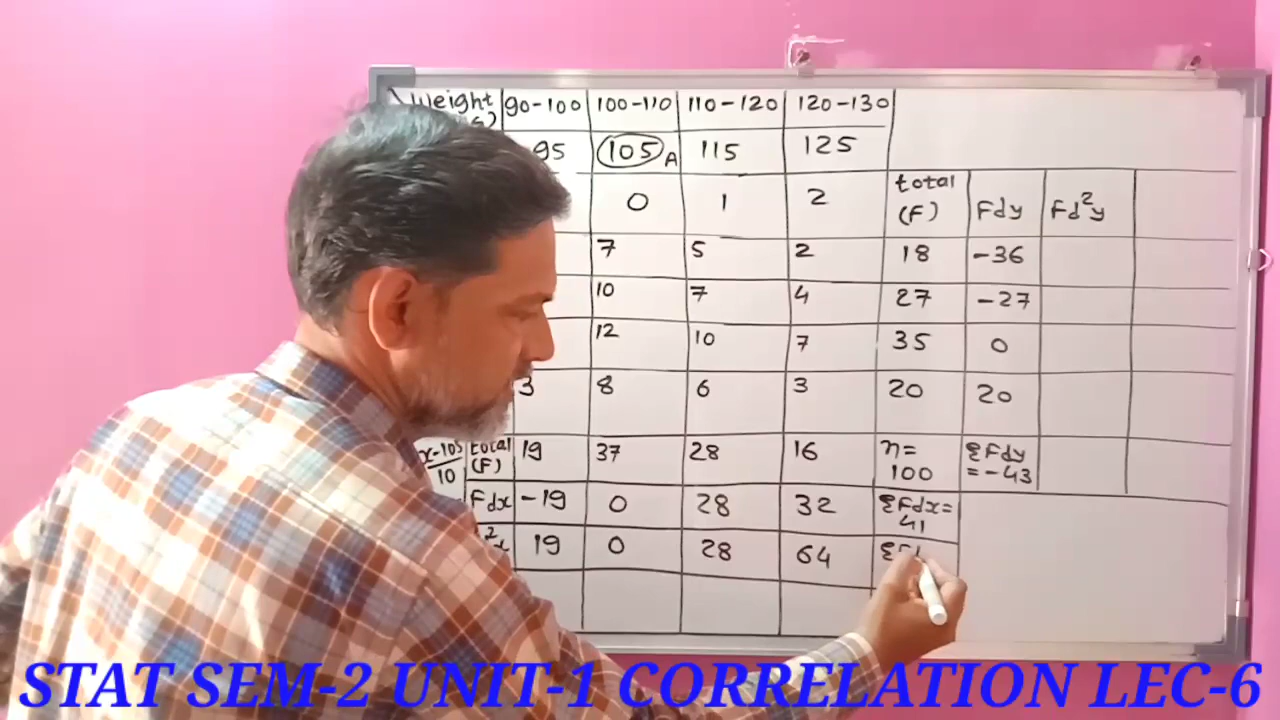 Weight 90-100 100-110 110-120 120-130
95 105 A 115 125
0 1 2 total (F) Fdy Fd²y
7 5 2 18 -36
10 7 4 27 -27
12 10 7 35 0
3 8 6 3 20 20
x-105/10 total (F) 19 37 28 16 n= 100 ΣFdy = -43
Fdx -19 0 28 32 ΣFdx= 41
²x 19 0 28 64 ΣF
STAT SEM-2 UNIT-1 CORRELATION LEC-6